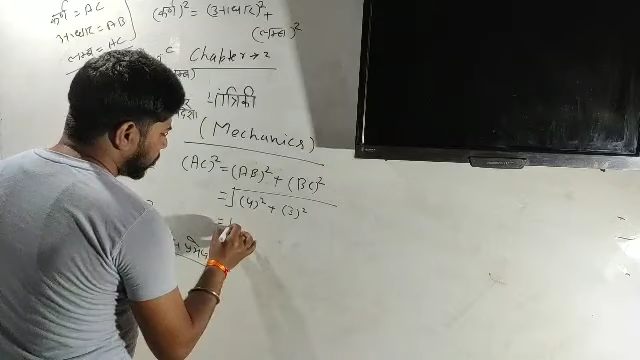 कर्ण = AC
आधार = AB
लम्ब = AC
(कर्ण)² = (आधार)² +
(लम्ब)²
Chapter → 2
यांत्रिकी
(Mechanics)
(AC)² = (AB)² + (BC)²
= √(4)² + (3)²
=